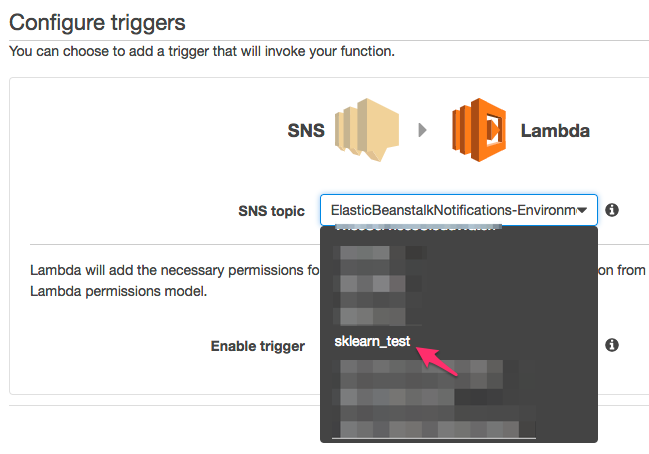 Configure triggers
You can choose to add a trigger that will invoke your function.
SNS
Lambda
SNS topic
ElasticBeanstalkNotifications-Environm
Lambda will add the necessary permissions fo
on from
Lambda permissions model.
sklearn_test
Enable trigger